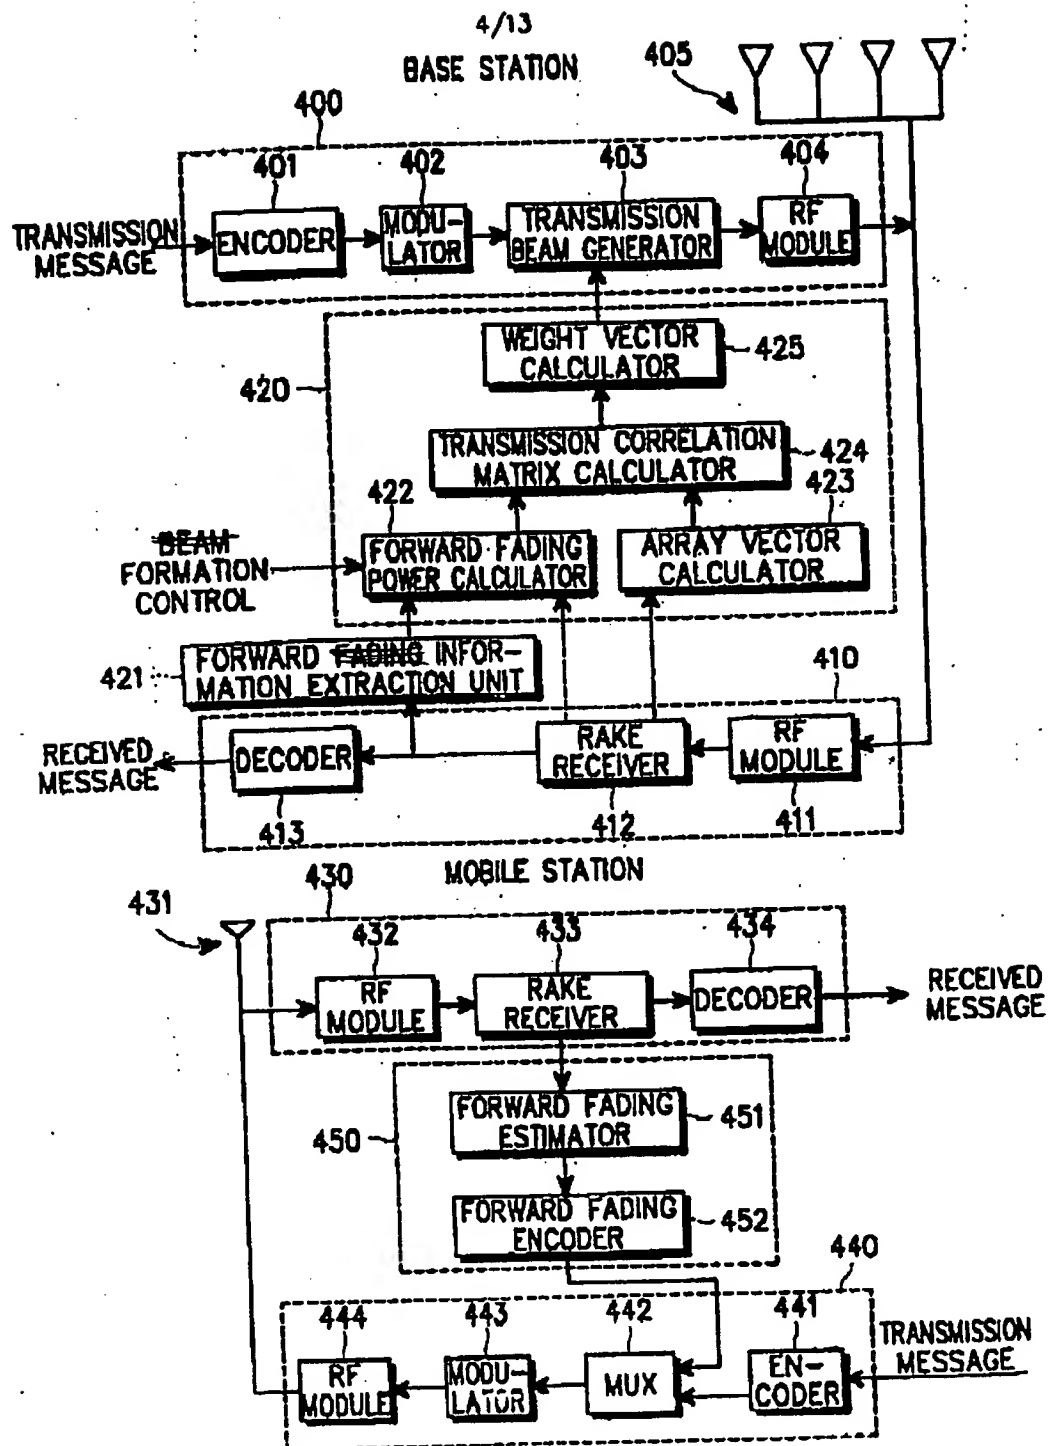 4/13
BASE STATION
405
400
401
402
403
404
TRANSMISSION
MESSAGE
ENCODER
MODU-
LATOR
TRANSMISSION
BEAM GENERATOR
RF
MODULE
WEIGHT VECTOR
CALCULATOR
425
420
TRANSMISSION CORRELATION
MATRIX CALCULATOR
424
422
423
BEAM
FORMATION
CONTROL
FORWARD FADING
POWER CALCULATOR
ARRAY VECTOR
CALCULATOR
421
FORWARD FADING INFOR-
MATION EXTRACTION UNIT
410
RECEIVED
MESSAGE
DECODER
RAKE
RECEIVER
RF
MODULE
413
412
411
MOBILE STATION
430
431
432
433
434
RF
MODULE
RAKE
RECEIVER
DECODER
RECEIVED
MESSAGE
450
FORWARD FADING
ESTIMATOR
451
FORWARD FADING
ENCODER
452
440
444
443
442
441
RF
MODULE
MODU-
LATOR
MUX
EN-
CODER
TRANSMISSION
MESSAGE